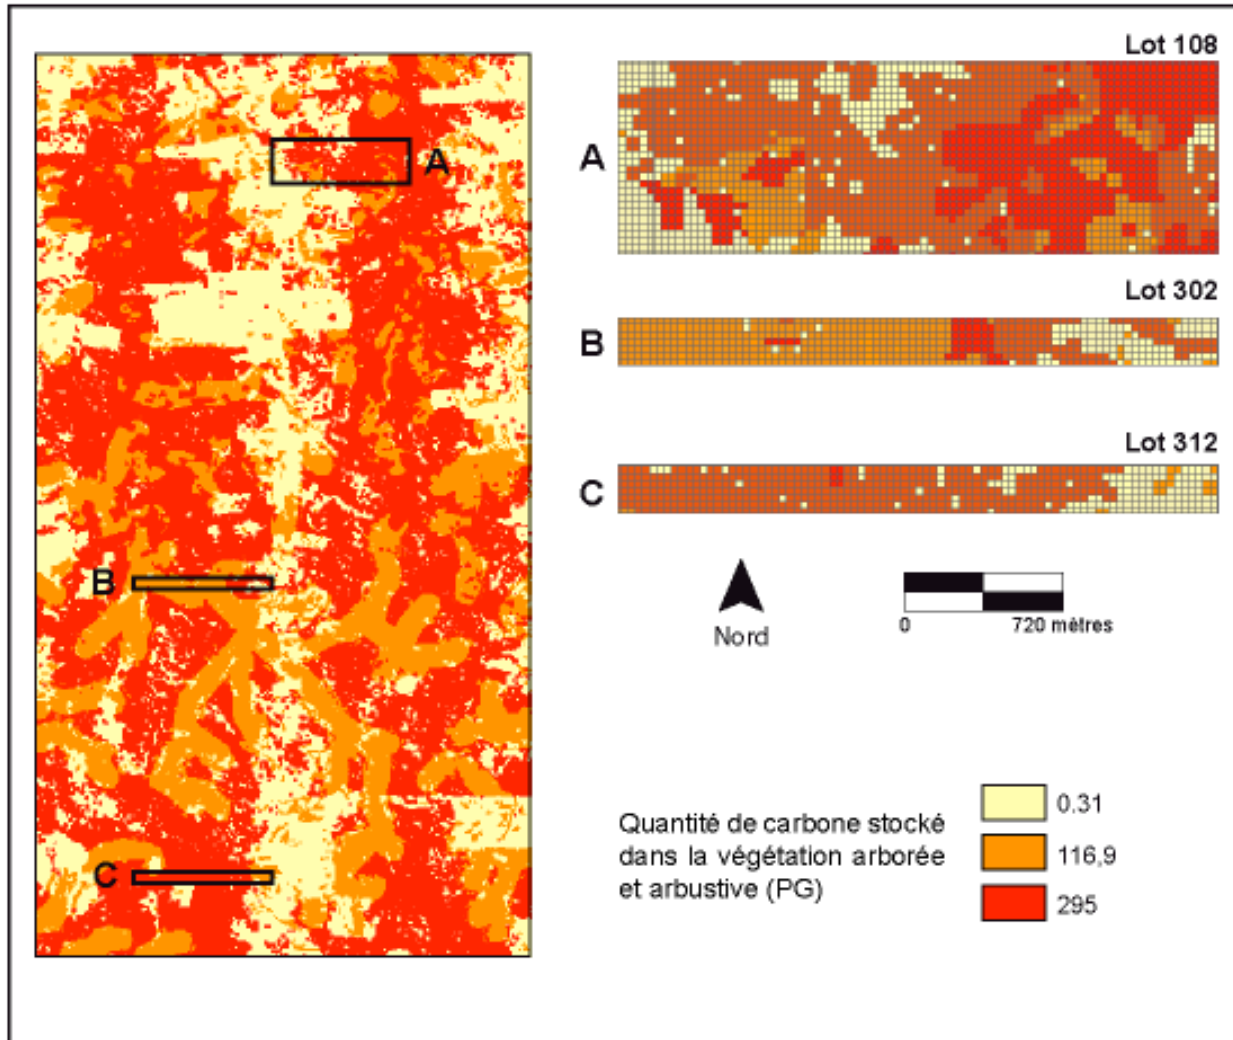 A
B
C
Lot 108
A
Lot 302
B
Lot 312
C
Nord
0 720 mètres
Quantité de carbone stocké
dans la végétation arborée
et arbustive (PG)
0.31
116,9
295